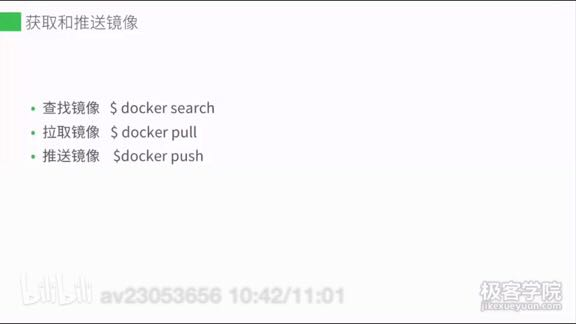 获取和推送镜像
查找镜像 $ docker search
拉取镜像 $ docker pull
推送镜像 $docker push
bilibili av23053656 10:42/11:01
极客学院
jikexueyuan.com